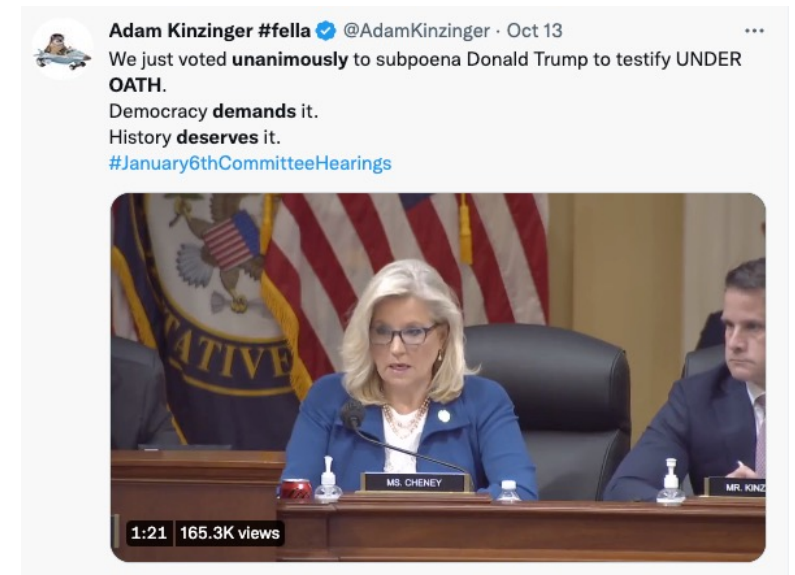 Adam Kinzinger #fella @AdamKinzinger · Oct 13
We just voted unanimously to subpoena Donald Trump to testify UNDER
OATH.
Democracy demands it.
History deserves it.
#January6thCommitteeHearings
TATIVE
MS. CHENEY
MR. KINZ
1:21 165.3K views